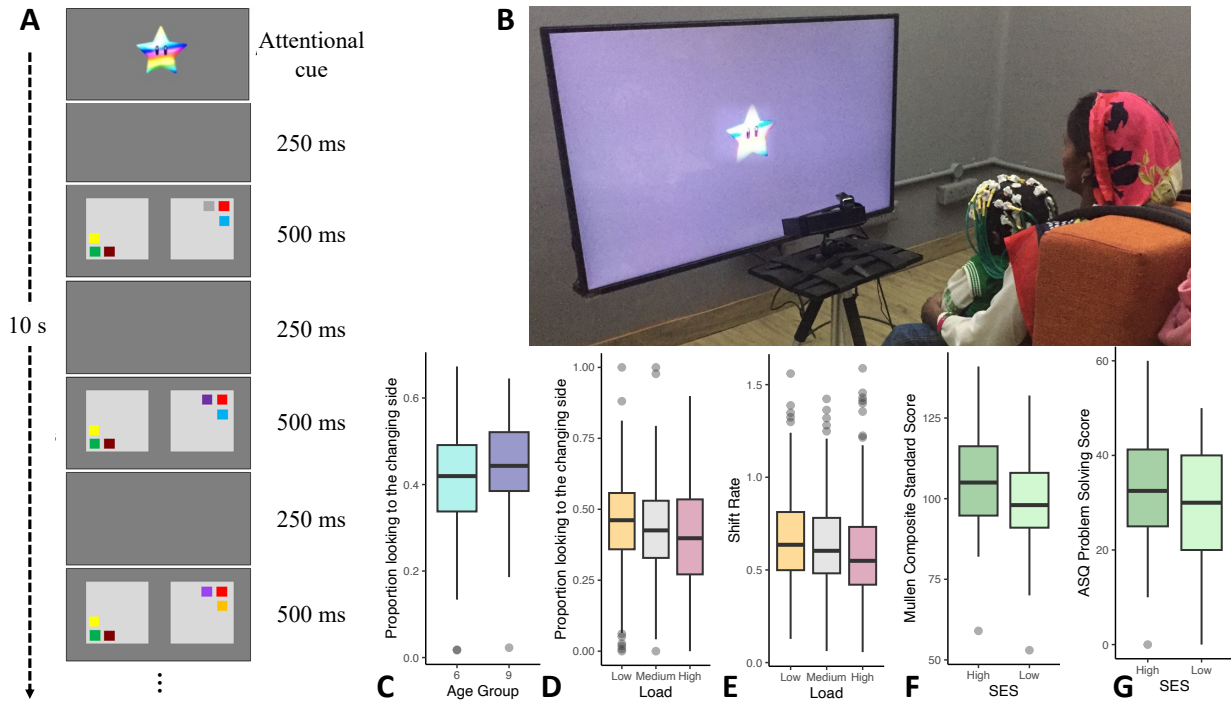 A
Attentional
cue
250 ms
500 ms
10 s
250 ms
500 ms
250 ms
500 ms
B
Proportion looking to the changing side
0.6
0.4
0.2
0.0
6 9
Age Group
C
Proportion looking to the changing side
1.00
0.75
0.50
0.25
0.00
Low Medium High
Load
D
Shift Rate
1.5
1.0
0.5
0.0
Low Medium High
Load
E
Mullen Composite Standard Score
125
100
75
50
High Low
SES
F
ASQ Problem Solving Score
60
40
20
0
High Low
SES
G